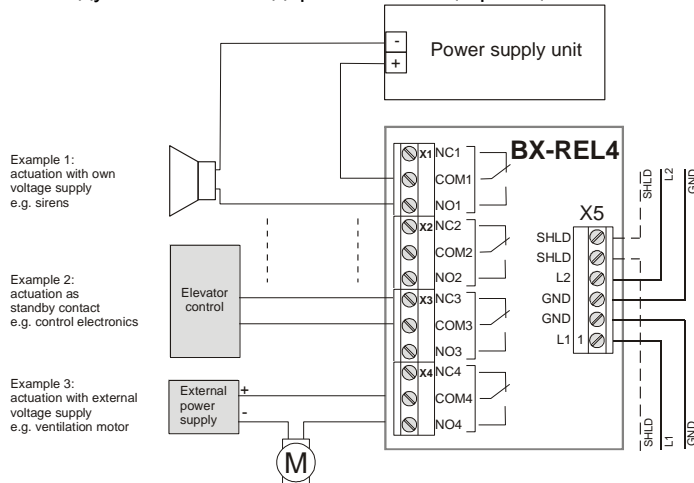 -
+
Power supply unit
Example 1:
actuation with own
voltage supply
e.g. sirens
Example 2:
actuation as
standby contact
e.g. control electronics
Example 3:
actuation with external
voltage supply
e.g. ventilation motor
Elevator
control
External
power
supply
+
-
M
BX-REL4
X1
NC1
COM1
NO1
X2
NC2
COM2
NO2
X3
NC3
COM3
NO3
X4
NC4
COM4
NO4
X5
SHLD
SHLD
L2
GND
GND
L1 1
SHLD
L2
GND
SHLD
L1
GND